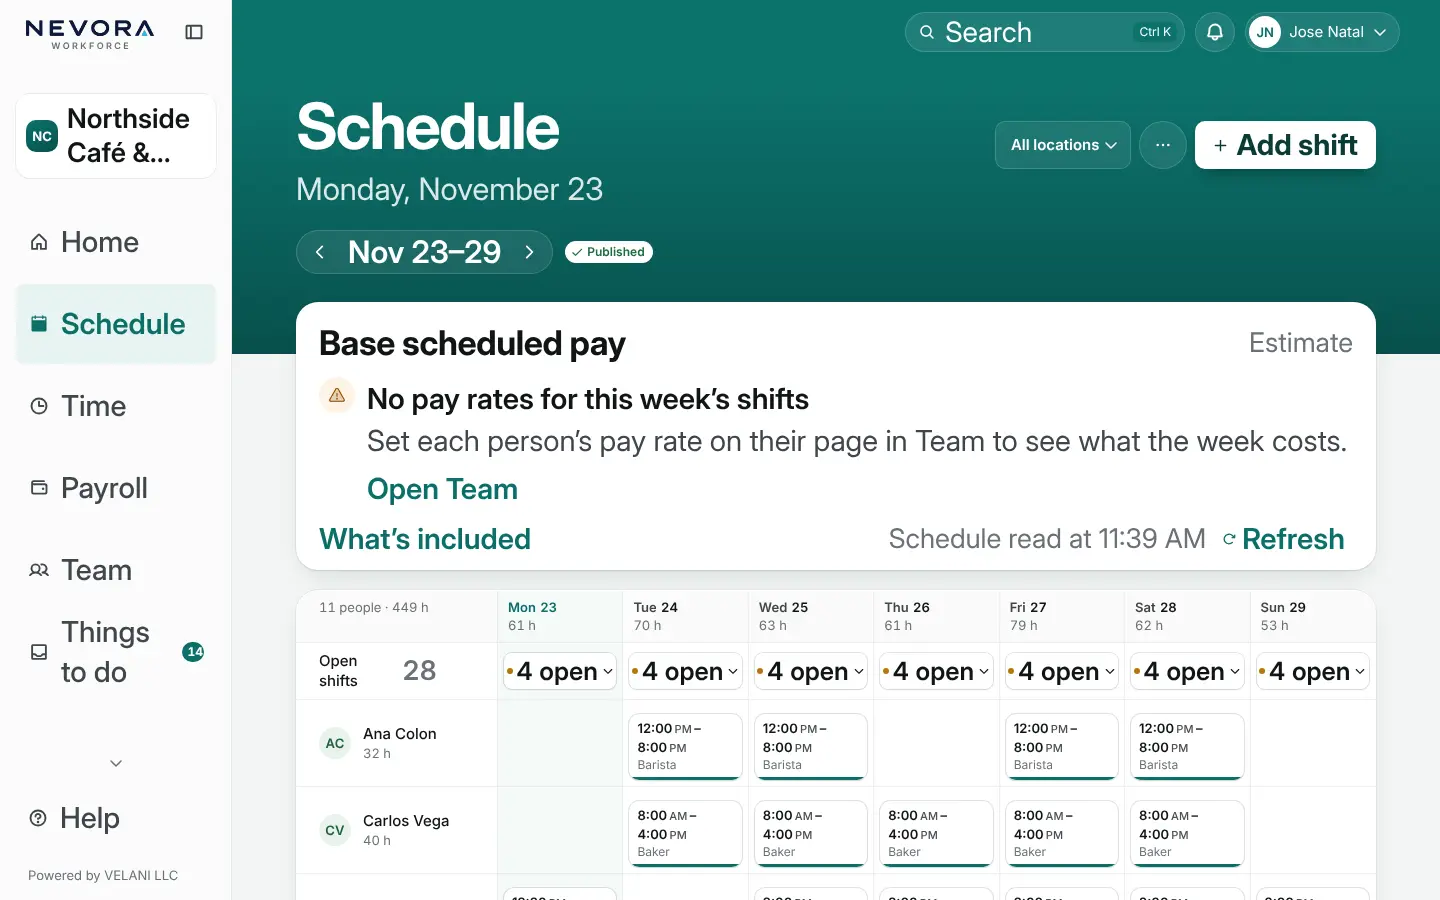 NEVORA
WORKFORCE
Search
Ctrl K
JN
Jose Natal
NC
Northside
Café &...
Home
Schedule
Time
Payroll
Team
Things
to do
14
Help
Powered by VELANI LLC
Schedule
Monday, November 23
All locations
...
+ Add shift
Nov 23–29
Published
Base scheduled pay
Estimate
No pay rates for this week’s shifts
Set each person’s pay rate on their page in Team to see what the week costs.
Open Team
What’s included
Schedule read at 11:39 AM
Refresh
11 people · 449 h
Mon 23
61 h
Tue 24
70 h
Wed 25
63 h
Thu 26
61 h
Fri 27
79 h
Sat 28
62 h
Sun 29
53 h
Open
shifts
28
4 open
4 open
4 open
4 open
4 open
4 open
4 open
AC
Ana Colon
32 h
12:00 PM –
8:00 PM
Barista
12:00 PM –
8:00 PM
Barista
12:00 PM –
8:00 PM
Barista
12:00 PM –
8:00 PM
Barista
CV
Carlos Vega
40 h
8:00 AM –
4:00 PM
Baker
8:00 AM –
4:00 PM
Baker
8:00 AM –
4:00 PM
Baker
8:00 AM –
4:00 PM
Baker
8:00 AM –
4:00 PM
Baker